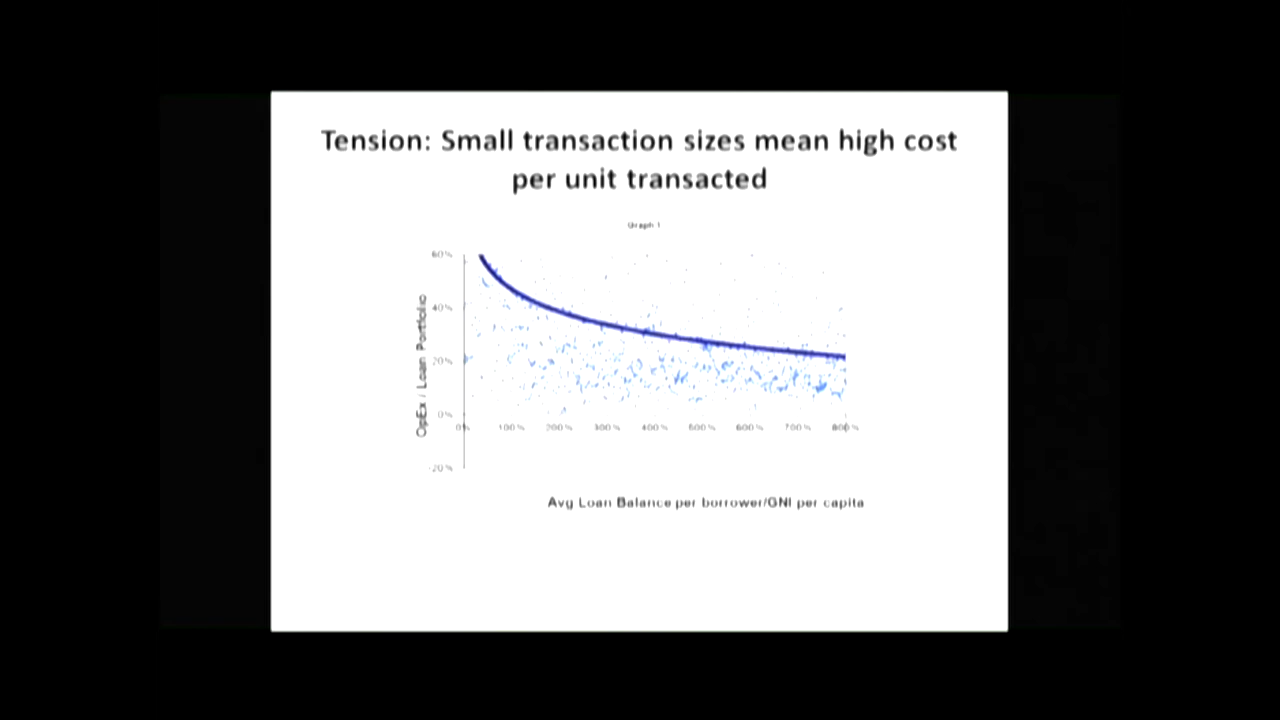 Tension: Small transaction sizes mean high cost
per unit transacted
Graph 1
60%
40%
20%
0%
-20%
OpEx / Loan Portfolio
0% 100% 200% 300% 400% 500% 600% 700% 800%
Avg Loan Balance per borrower/GNI per capita